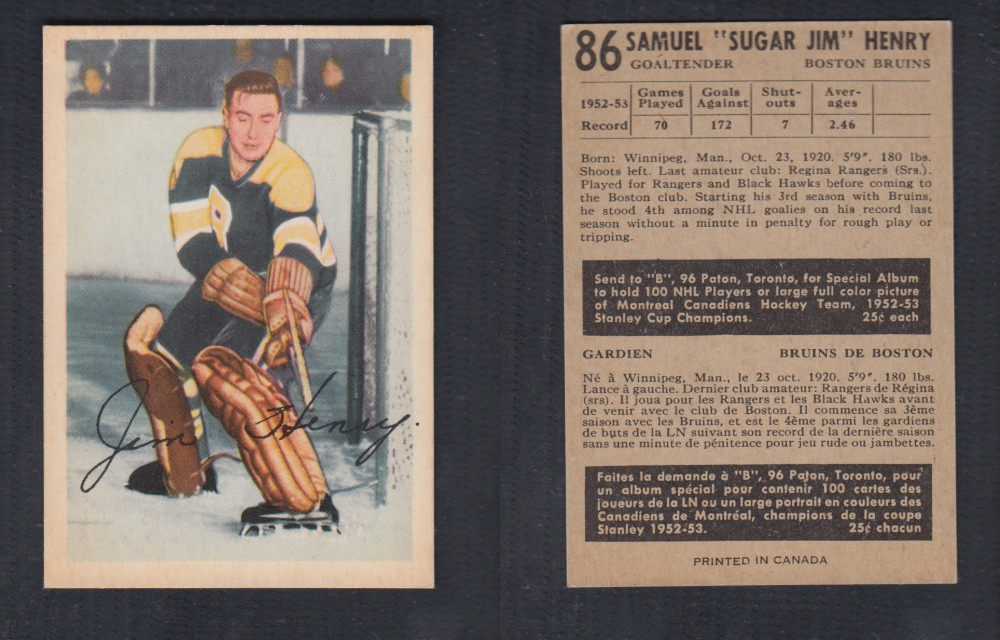 Jim Henry.
86 SAMUEL "SUGAR JIM" HENRY
GOALTENDER BOSTON BRUINS
1952-53 Games Played Goals Against Shut-outs Aver-ages
Record 70 172 7 2.46
Born: Winnipeg, Man., Oct. 23, 1920. 5'9". 180 lbs.
Shoots left. Last amateur club: Regina Rangers (Srs.).
Played for Rangers and Black Hawks before coming to
the Boston club. Starting his 3rd season with Bruins,
he stood 4th among NHL goalies on his record last
season without a minute in penalty for rough play or
tripping.
Send to "B", 96 Paton, Toronto, for Special Album
to hold 100 NHL Players or large full color picture
of Montreal Canadiens Hockey Team, 1952-53
Stanley Cup Champions. 25¢ each
GARDIEN BRUINS DE BOSTON
Né à Winnipeg, Man., le 23 oct. 1920. 5'9". 180 lbs.
Lance à gauche. Dernier club amateur: Rangers de Régina
(srs). Il joua pour les Rangers et les Black Hawks avant
de venir avec le club de Boston. Il commence sa 3ème
saison avec les Bruins, et est le 4ème parmi les gardiens
de buts de la LN suivant son record de la dernière saison
sans une minute de pénitence pour jeu rude ou jambettes.
Faites la demande à "B", 96 Paton, Toronto, pour
un album spécial pour contenir 100 cartes des
joueurs de la LN ou un large portrait en couleurs des
Canadiens de Montréal, champions de la coupe
Stanley 1952-53. 25¢ chacun
PRINTED IN CANADA